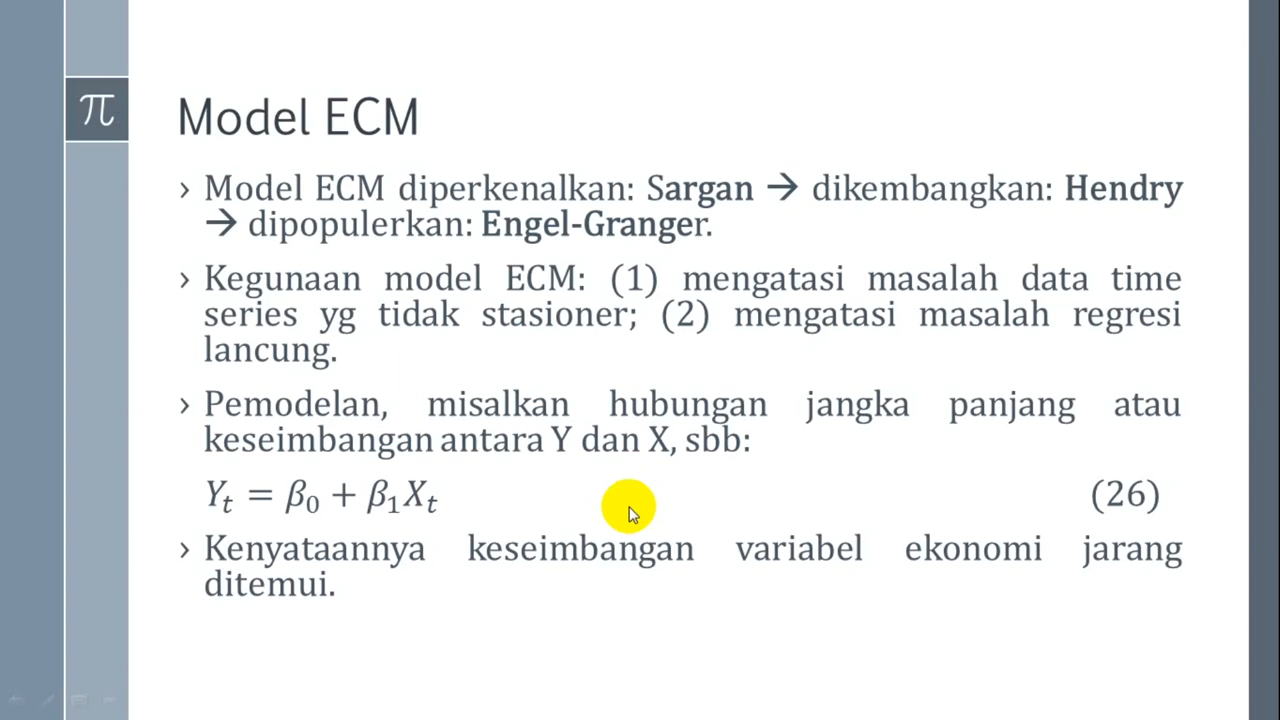 π
Model ECM
› Model ECM diperkenalkan: Sargan → dikembangkan: Hendry
→ dipopulerkan: Engel-Granger.
› Kegunaan model ECM: (1) mengatasi masalah data time
series yg tidak stasioner; (2) mengatasi masalah regresi
lancung.
› Pemodelan, misalkan hubungan jangka panjang atau
keseimbangan antara Y dan X, sbb:
Yₜ = β₀ + β₁Xₜ (26)
› Kenyataannya keseimbangan variabel ekonomi jarang
ditemui.